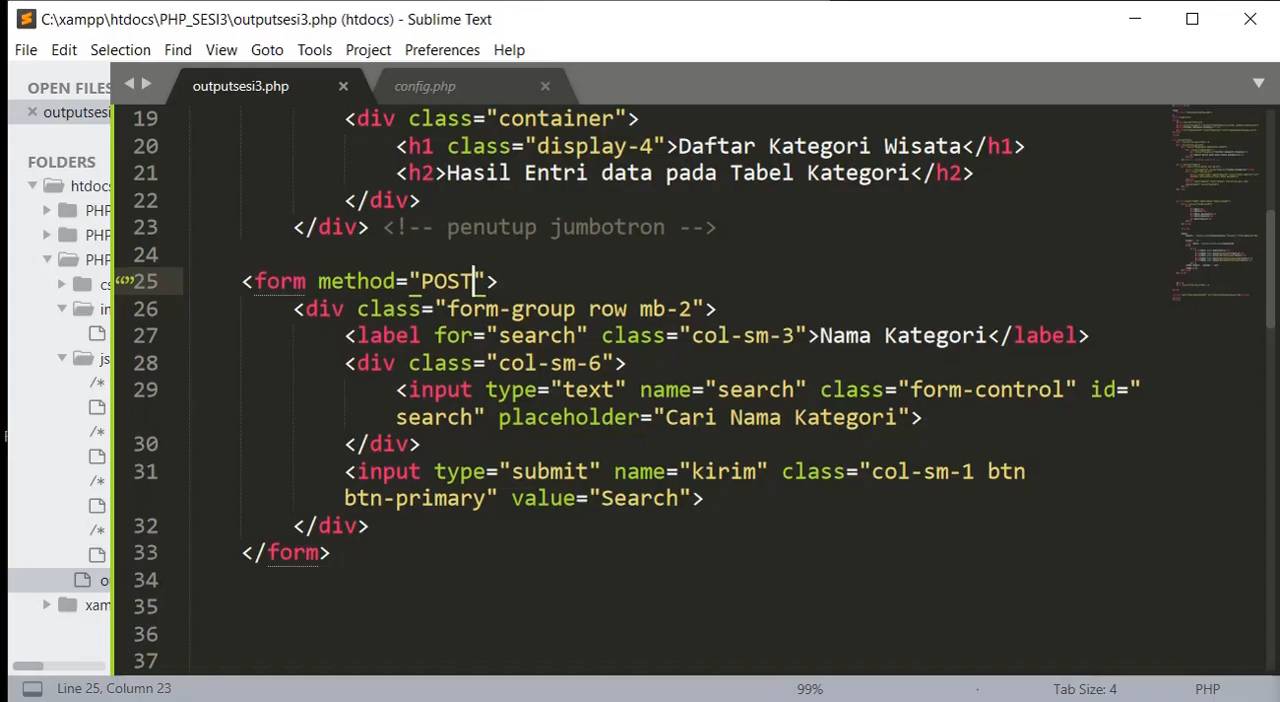 C:\xampp\htdocs\PHP_SESI3\outputsesi3.php (htdocs) - Sublime Text
File Edit Selection Find View Goto Tools Project Preferences Help
OPEN FILES
outputsesi
FOLDERS
htdocs
PHP
PHP
PHP
cs
in
js
/*
/*
/*
/*
o
xam
outputsesi3.php config.php
19 <div class="container">
20 <h1 class="display-4">Daftar Kategori Wisata</h1>
21 <h2>Hasil Entri data pada Tabel Kategori</h2>
22 </div>
23 </div> <!-- penutup jumbotron -->
24
25 <form method="POST">
26 <div class="form-group row mb-2">
27 <label for="search" class="col-sm-3">Nama Kategori</label>
28 <div class="col-sm-6">
29 <input type="text" name="search" class="form-control" id="
search" placeholder="Cari Nama Kategori">
30 </div>
31 <input type="submit" name="kirim" class="col-sm-1 btn
btn-primary" value="Search">
32 </div>
33 </form>
34
35
36
37
Line 25, Column 23 99% Tab Size: 4 PHP